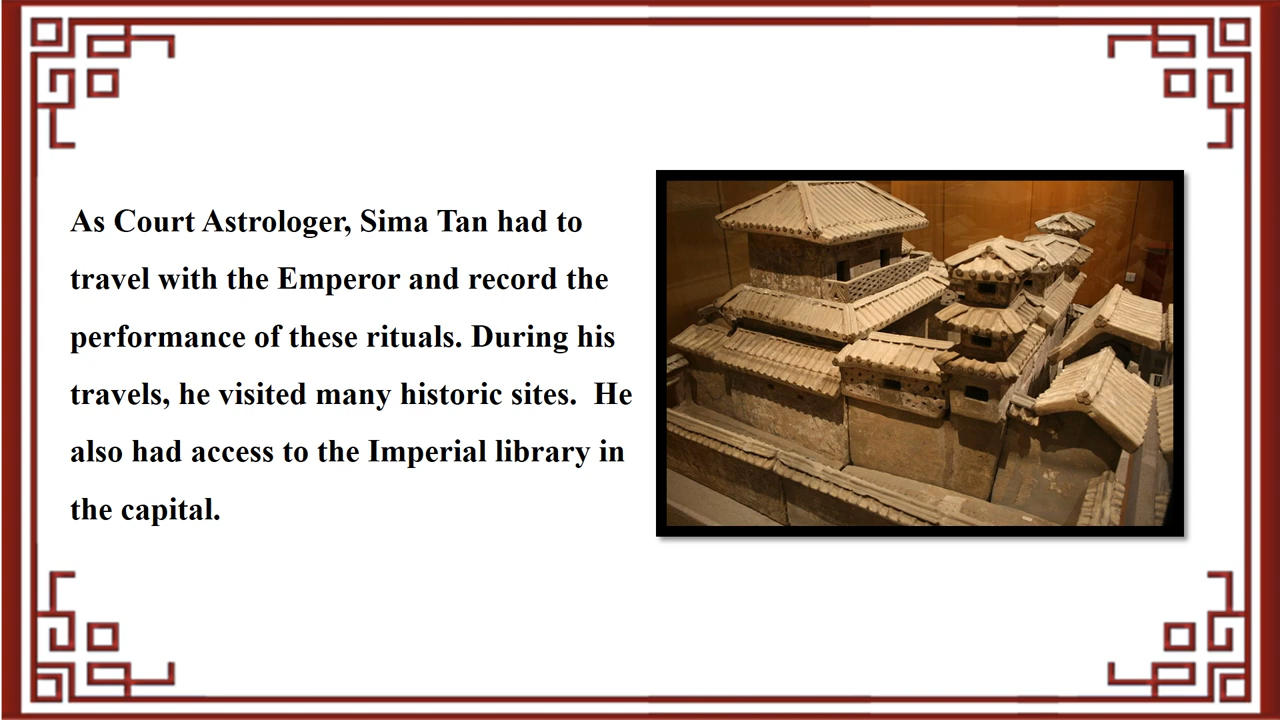 As Court Astrologer, Sima Tan had to
travel with the Emperor and record the
performance of these rituals. During his
travels, he visited many historic sites.  He
also had access to the Imperial library in
the capital.